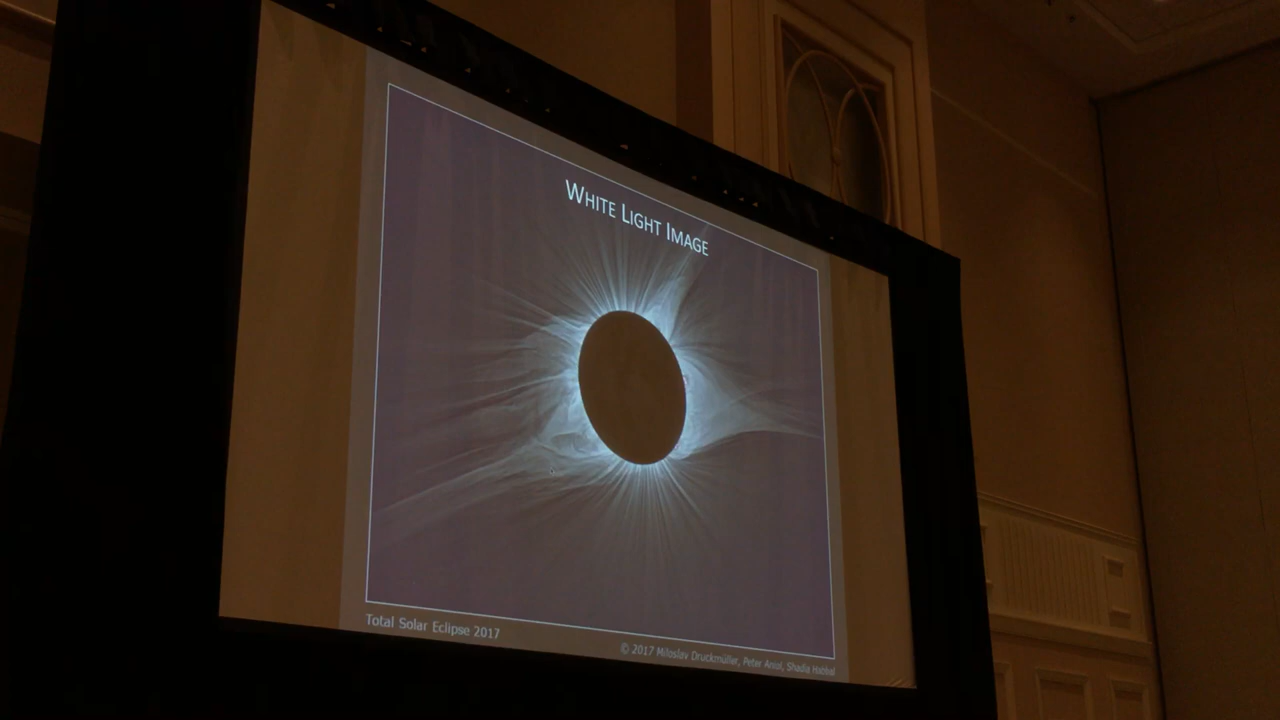 WHITE LIGHT IMAGE
Total Solar Eclipse 2017
© 2017 Miloslav Druckmüller, Peter Aniol, Shadia Habbal